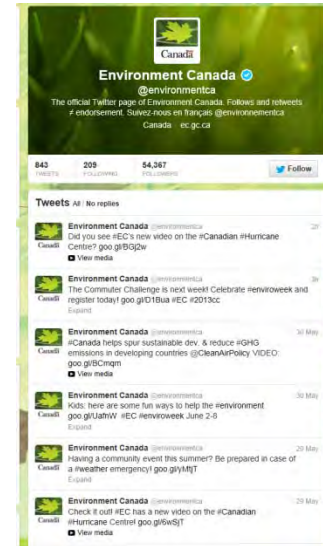 Canada
Environment Canada
@environmentca
The official Twitter page of Environment Canada. Follows and retweets
≠ endorsement. Suivez-nous en français @environnementca
Canada ec.gc.ca
843
TWEETS
209
FOLLOWING
54,367
FOLLOWERS
Follow
Tweets All / No replies
Environment Canada @environmentca
Did you see #EC's new video on the #Canadian #Hurricane
Centre? goo.gl/BGj2w
View media
Canada
Environment Canada @environmentca
The Commuter Challenge is next week! Celebrate #enviroweek and
register today! goo.gl/D1Bua #EC #2013cc
Expand
Canada
Environment Canada @environmentca 30 May
#Canada helps spur sustainable dev. & reduce #GHG
emissions in developing countries @CleanAirPolicy VIDEO:
goo.gl/BCmqm
View media
Canada
Environment Canada @environmentca 30 May
Kids: here are some fun ways to help the #environment
goo.gl/UafnW #EC #enviroweek June 2-8
Expand
Canada
Environment Canada @environmentca 29 May
Having a community event this summer? Be prepared in case of
a #weather emergency! goo.gl/yMtjT
Expand
Canada
Environment Canada @environmentca 29 May
Check it out! #EC has a new video on the #Canadian
#Hurricane Centre! goo.gl/6wSjT
View media
Canada